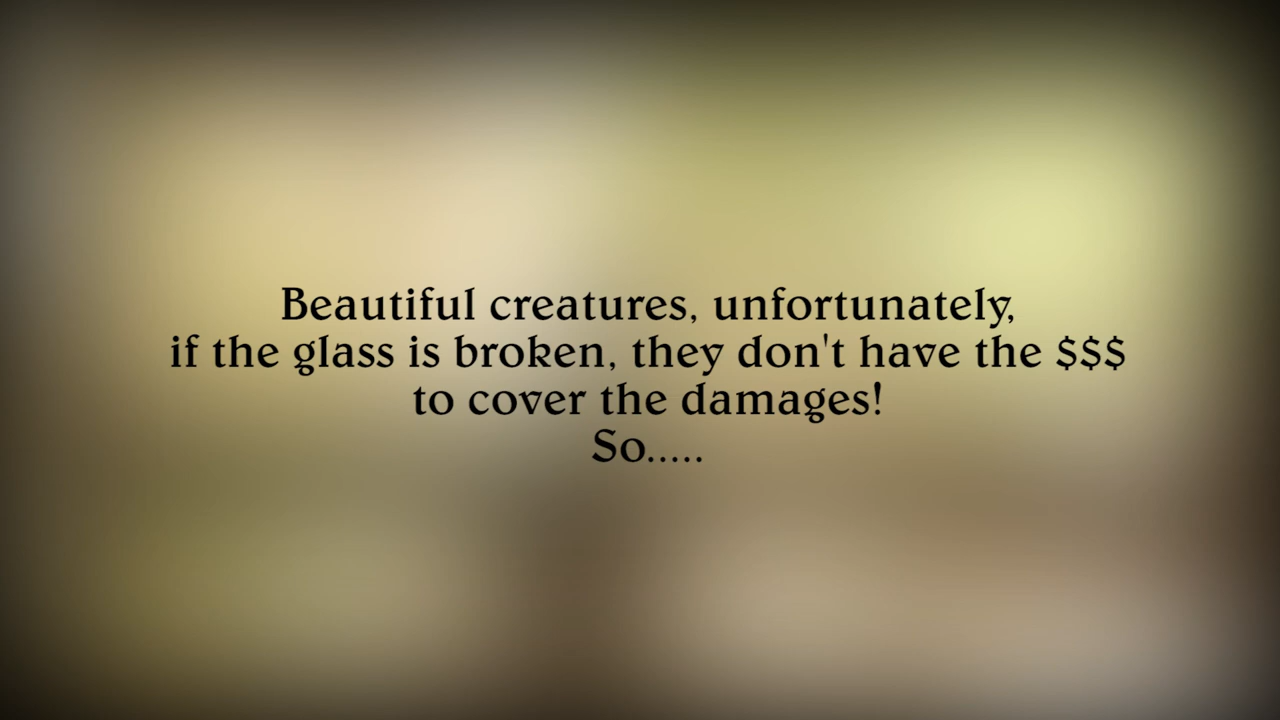 Beautiful creatures, unfortunately,
if the glass is broken, they don't have the $$$
to cover the damages!
So.....